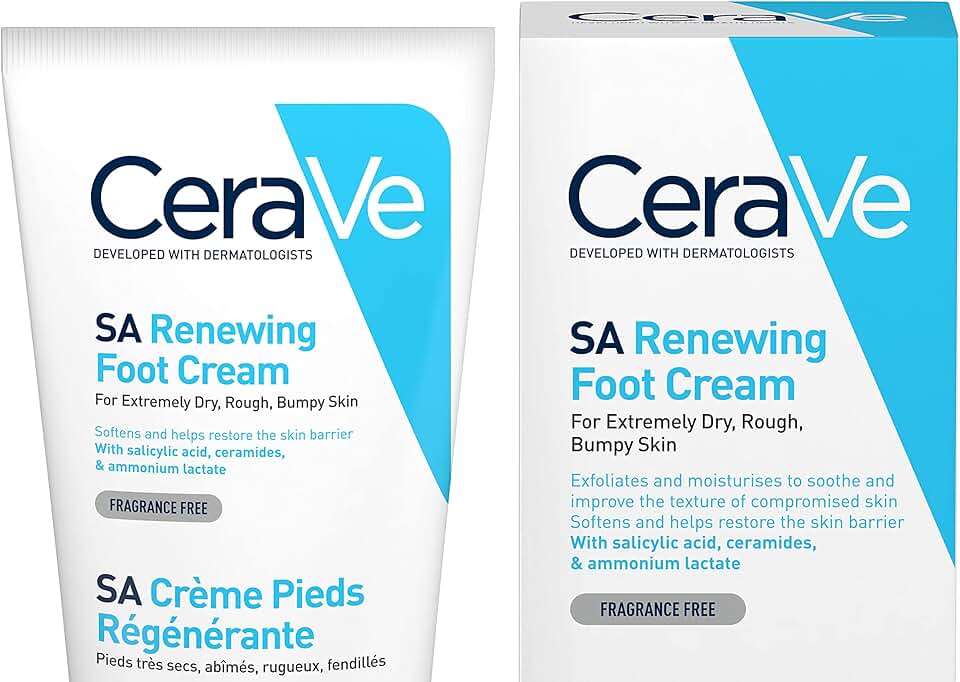 CeraVe
DEVELOPED WITH DERMATOLOGISTS
SA Renewing
Foot Cream
For Extremely Dry, Rough, Bumpy Skin
Softens and helps restore the skin barrier
With salicylic acid, ceramides,
& ammonium lactate
FRAGRANCE FREE
SA Crème Pieds
Régénérante
Pieds très secs, abîmés, rugueux, fendillés
CeraVe
CeraVe
DEVELOPED WITH DERMATOLOGISTS
SA Renewing
Foot Cream
For Extremely Dry, Rough,
Bumpy Skin
Exfoliates and moisturises to soothe and
improve the texture of compromised skin
Softens and helps restore the skin barrier
With salicylic acid, ceramides,
& ammonium lactate
FRAGRANCE FREE